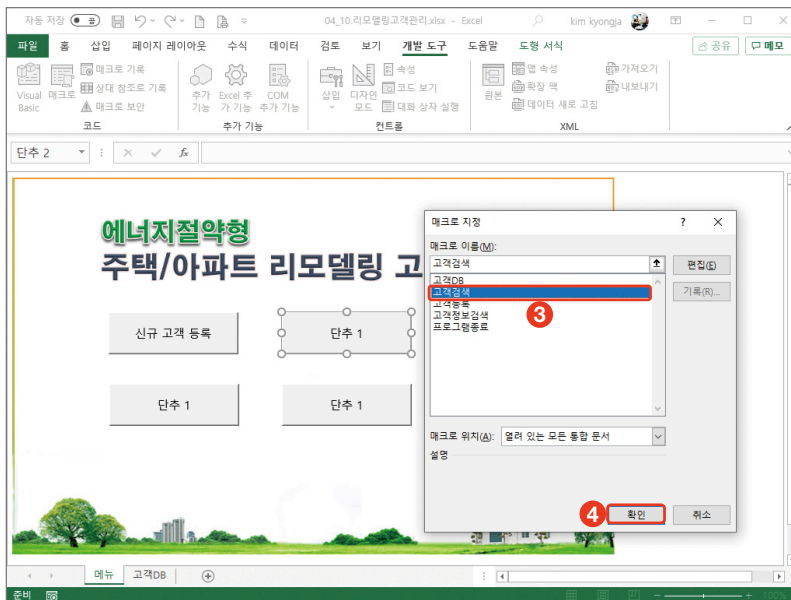 자동 저장
04_10.리모델링고객관리.xlsx - Excel
kim kyongja
파일 홈 삽입 페이지 레이아웃 수식 데이터 검토 보기 개발 도구 도움말 도형 서식 공유 메모
Visual Basic
매크로
매크로 기록
상대 참조로 기록
매크로 보안
코드
추가 기능
Excel 추가 기능
COM 추가 기능
추가 기능
삽입
디자인 모드
속성
코드 보기
대화 상자 실행
컨트롤
원본
맵 속성
확장 팩
데이터 새로 고침
가져오기
내보내기
XML
단추 2
fx
에너지절약형
주택/아파트 리모델링 고
신규 고객 등록
단추 1
단추 1
단추 1
매크로 지정 ? X
매크로 이름(M):
고객검색
편집(E)
기록(R)...
고객DB
고객검색
고객등록
고객정보검색
프로그램종료
3
매크로 위치(A): 열려 있는 모든 통합 문서
설명
4
확인
취소
메뉴 고객DB
준비
100%